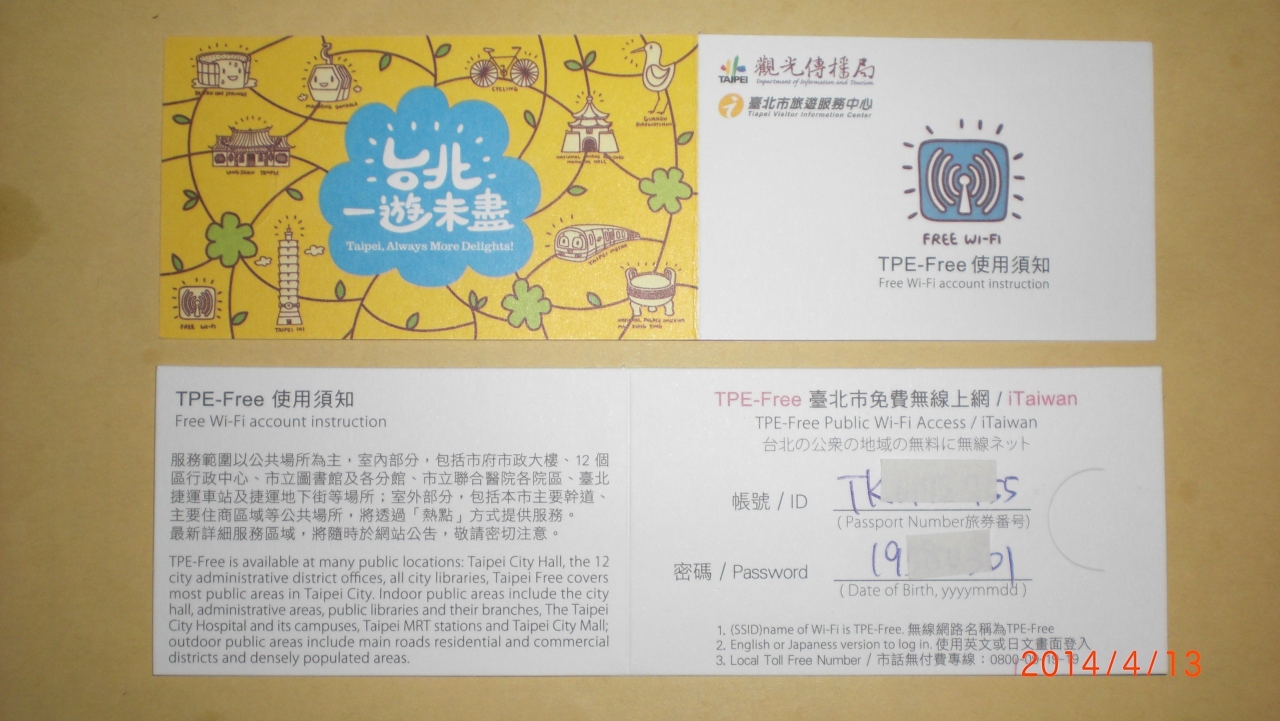 台北
一遊未盡
Taipei, Always More Delights!
CYCLING
LONGSHAN TEMPLE
TAIPEI 101
FREE WI-FI
TAIPEI
觀光傳播局
Department of Information and Tourism
i
臺北市旅遊服務中心
Tiapei Visitor Information Center
FREE WI-FI
TPE-Free 使用須知
Free Wi-Fi account instruction
TPE-Free 使用須知
Free Wi-Fi account instruction
服務範圍以公共場所為主，室內部分，包括市府市政大樓、12 個
區行政中心、市立圖書館及各分館、市立聯合醫院各院區、臺北
捷運車站及捷運地下街等場所；室外部分，包括本市主要幹道、
主要住商區域等公共場所，將透過「熱點」方式提供服務。
最新詳細服務區域，將隨時於網站公告，敬請密切注意。
TPE-Free is available at many public locations: Taipei City Hall, the 12
city administrative district offices, all city libraries, Taipei Free covers
most public areas in Taipei City. Indoor public areas include the city
hall, administrative areas, public libraries and their branches, The Taipei
City Hospital and its campuses, Taipei MRT stations and Taipei City Mall;
outdoor public areas include main roads residential and commercial
districts and densely populated areas.
TPE-Free 臺北市免費無線上網 / iTaiwan
TPE-Free Public Wi-Fi Access / iTaiwan
台北の公衆の地域の無料に無線ネット
帳號 / ID TK 55
( Passport Number旅券番号)
密碼 / Password 19 01
( Date of Birth, yyyymmdd )
1. (SSID)name of Wi-Fi is TPE-Free. 無線網路名稱為TPE-Free
2. English or Japaness version to log in. 使用英文或日文畫面登入
3. Local Toll Free Number / 市話無付費專線：0800-
2014/4/13